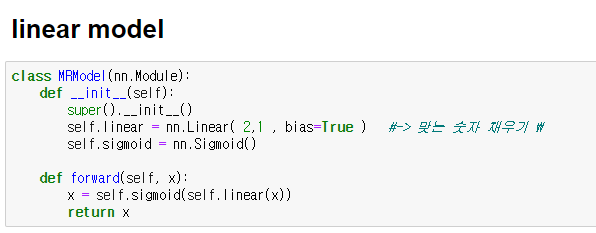 linear model
class MRModel(nn.Module):
    def __init__(self):
        super().__init__()
        self.linear = nn.Linear( 2,1 , bias=True )   #-> 맞는 숫자 채우기 W
        self.sigmoid = nn.Sigmoid()
    def forward(self, x):
        x = self.sigmoid(self.linear(x))
        return x